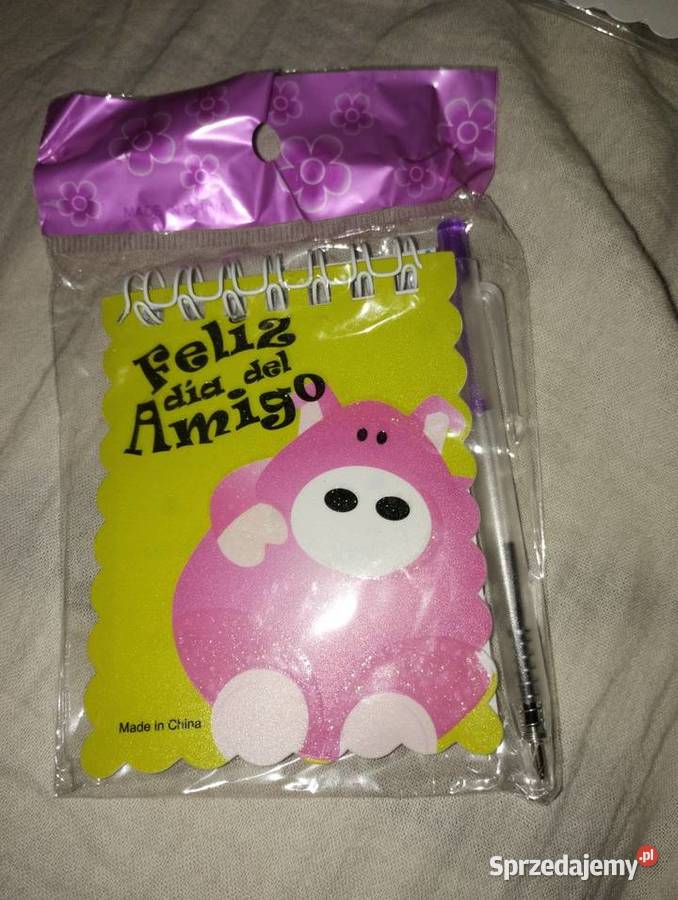 Feliz
día del
Amigo
Made in China
Sprzedajemy.pl